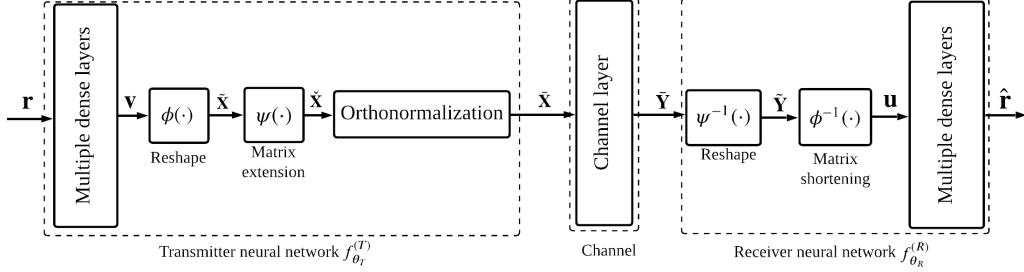 r
Multiple dense layers
v
ϕ(·)
Reshape
X̃
ψ(·)
Matrix
extension
X̌
Orthonormalization
X̄
Channel layer
Ȳ
ψ⁻¹(·)
Reshape
Ỹ
ϕ⁻¹(·)
Matrix
shortening
u
Multiple dense layers
r̂
Transmitter neural network f_{θ_T}^{(T)}
Channel
Receiver neural network f_{θ_R}^{(R)}